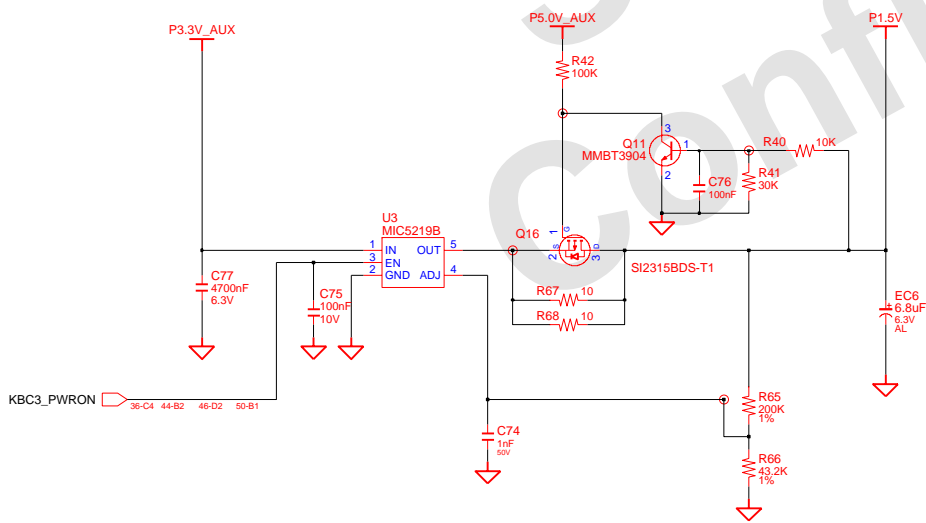 P3.3V_AUX
P5.0V_AUX
P1.5V
R42
100K
3
Q11
MMBT3904
1
2
R40
10K
R41
30K
C76
100nF
U3
MIC5219B
1
IN
OUT
5
3
EN
2
GND
ADJ
4
Q16
1
G
2
S
3
D
SI2315BDS-T1
C77
4700nF
6.3V
C75
100nF
10V
R67
10
R68
10
EC6
+
6.8uF
6.3V
AL
KBC3_PWRON
36-C4 44-B2 46-D2 50-B1
C74
1nF
50V
R65
200K
1%
R66
43.2K
1%